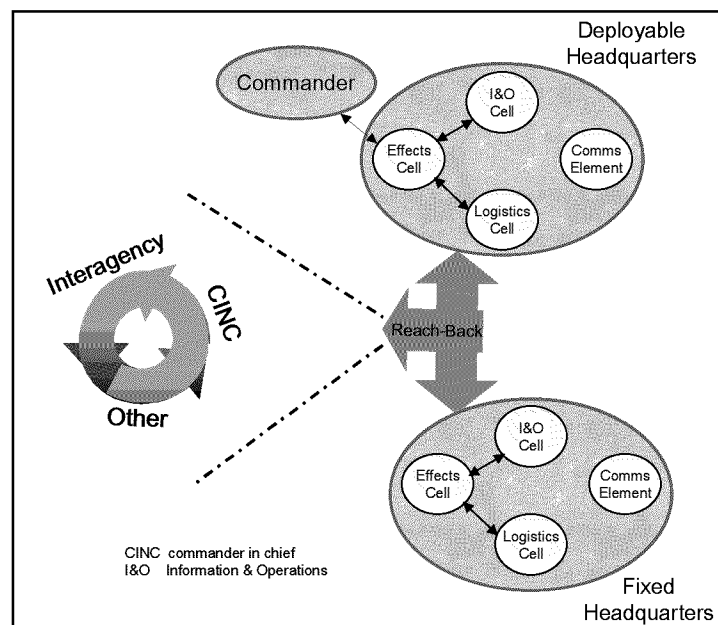 Deployable
Headquarters
Commander
I&O
Cell
Effects
Cell
Comms
Element
Logistics
Cell
Interagency
CINC
Other
Reach-Back
I&O
Cell
Effects
Cell
Comms
Element
Logistics
Cell
CINC commander in chief
I&O Information & Operations
Fixed
Headquarters